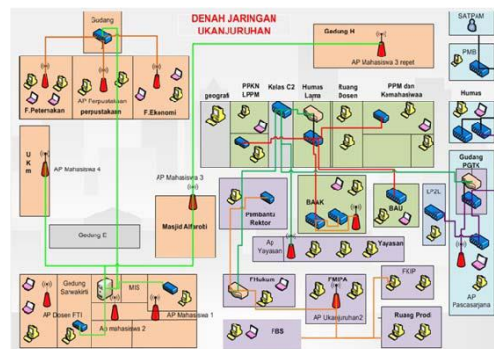 DENAH JARINGAN
UKANJURUHAN
Gudang
Gedung H
SATPAM
PMB
AP Mahasiswa 3 repet
F.Peternakan
AP Perpustakaan
perpustakaan
F.Ekonomi
geografi
PPKN
LPPM
Kelas C2
Humas
Lama
Ruang
Dosen
PPM dan
Kemahasiwaa
Humus
UKM
AP Mahasiswa 4
AP Mahasiswa 3
Gudang
PGTK
Gedung C
Masjid Alfaroti
Pembantu
Rektor
BAAK
BAU
Ap
Yayasan
Yayasan
AP
Pascasarjana
Gedung
Sarwakirti
MIS
AP Dosen FTI
Ap mahasiswa 2
AP Mahasiswa 1
FHukum
FMIPA
AP Ukanjuruhan2
FKIP
FBS
Ruang Prod